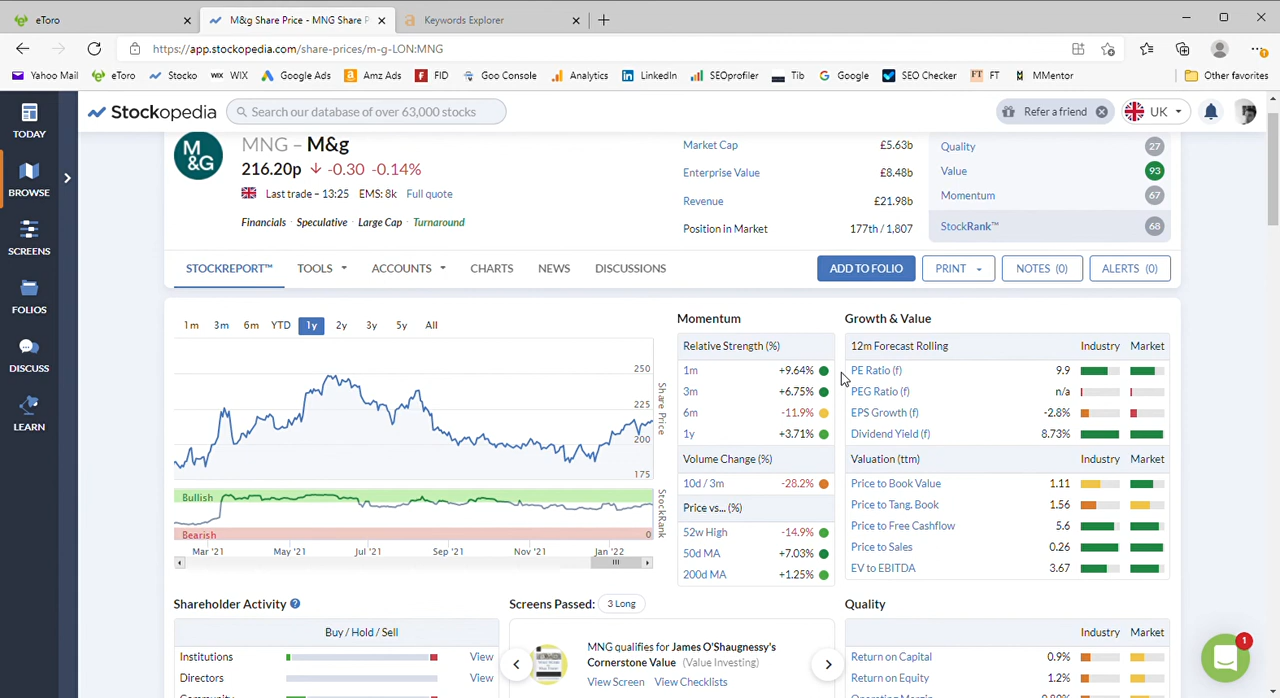 eToro
M&g Share Price - MNG Share P
Keywords Explorer
https://app.stockopedia.com/share-prices/m-g-LON:MNG
Yahoo Mail eToro Stocko WIX WIX Google Ads Amz Ads FID Goo Console Analytics LinkedIn SEOprofiler Tib Google SEO Checker FT FT MMentor Other favorites
Stockopedia
Search our database of over 63,000 stocks
Refer a friend
UK
TODAY
BROWSE
SCREENS
FOLIOS
DISCUSS
LEARN
M
&G
MNG – M&g
216.20p -0.30 -0.14%
Last trade – 13:25 EMS: 8k Full quote
Financials · Speculative · Large Cap · Turnaround
Market Cap £5.63b
Enterprise Value £8.48b
Revenue £21.98b
Position in Market 177th / 1,807
Quality 27
Value 93
Momentum 67
StockRank™ 68
STOCKREPORT™ TOOLS ACCOUNTS CHARTS NEWS DISCUSSIONS
ADD TO FOLIO PRINT NOTES (0) ALERTS (0)
1m 3m 6m YTD 1y 2y 3y 5y All
250
225
200
175
Share Price
Bullish
Bearish
0
StockRank
Mar '21 May '21 Jul '21 Sep '21 Nov '21 Jan '22
Momentum
Relative Strength (%)
1m +9.64%
3m +6.75%
6m -11.9%
1y +3.71%
Volume Change (%)
10d / 3m -28.2%
Price vs... (%)
52w High -14.9%
50d MA +7.03%
200d MA +1.25%
Growth & Value
12m Forecast Rolling Industry Market
PE Ratio (f) 9.9
PEG Ratio (f) n/a
EPS Growth (f) -2.8%
Dividend Yield (f) 8.73%
Valuation (ttm) Industry Market
Price to Book Value 1.11
Price to Tang. Book 1.56
Price to Free Cashflow 5.6
Price to Sales 0.26
EV to EBITDA 3.67
Shareholder Activity
Buy / Hold / Sell
Institutions View
Directors View
Screens Passed: 3 Long
MNG qualifies for James O'Shaugnessy's
Cornerstone Value (Value Investing)
View Screen View Checklists
Quality
Industry Market
Return on Capital 0.9%
Return on Equity 1.2%
Operating Margin
1